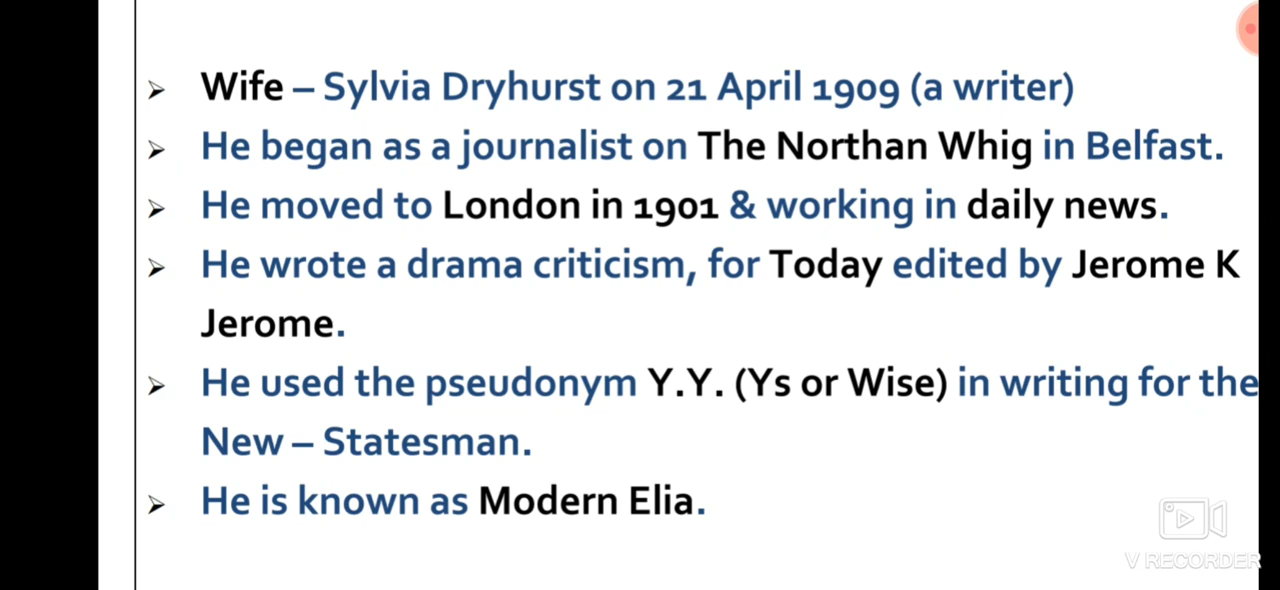 Wife – Sylvia Dryhurst on 21 April 1909 (a writer)
He began as a journalist on The Northan Whig in Belfast.
He moved to London in 1901 & working in daily news.
He wrote a drama criticism, for Today edited by Jerome K
Jerome.
He used the pseudonym Y.Y. (Ys or Wise) in writing for the
New – Statesman.
He is known as Modern Elia.
V RECORDER